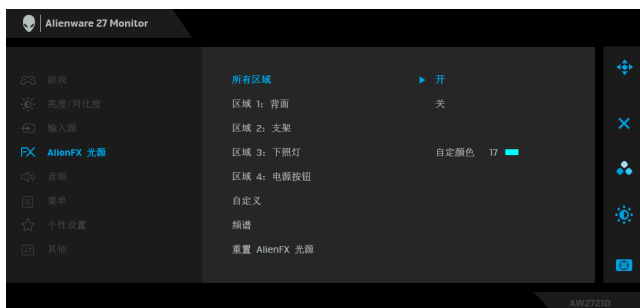 Alienware 27 Monitor
游戏
亮度/对比度
输入源
AlienFX 光源
音频
菜单
个性设置
其他
所有区域 开
区域 1: 背面 关
区域 2: 支架
区域 3: 下照灯 自定颜色 17
区域 4: 电源按钮
自定义
频谱
重置 AlienFX 光源
AW2721D